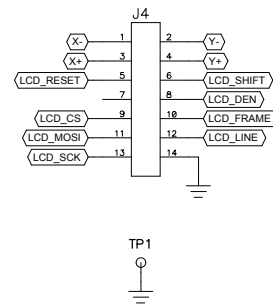 J4
X- 1 2 Y-
X+ 3 4 Y+
LCD_RESET 5 6 LCD_SHIFT
7 8 LCD_DEN
LCD_CS 9 10 LCD_FRAME
LCD_MOSI 11 12 LCD_LINE
LCD_SCK 13 14
TP1